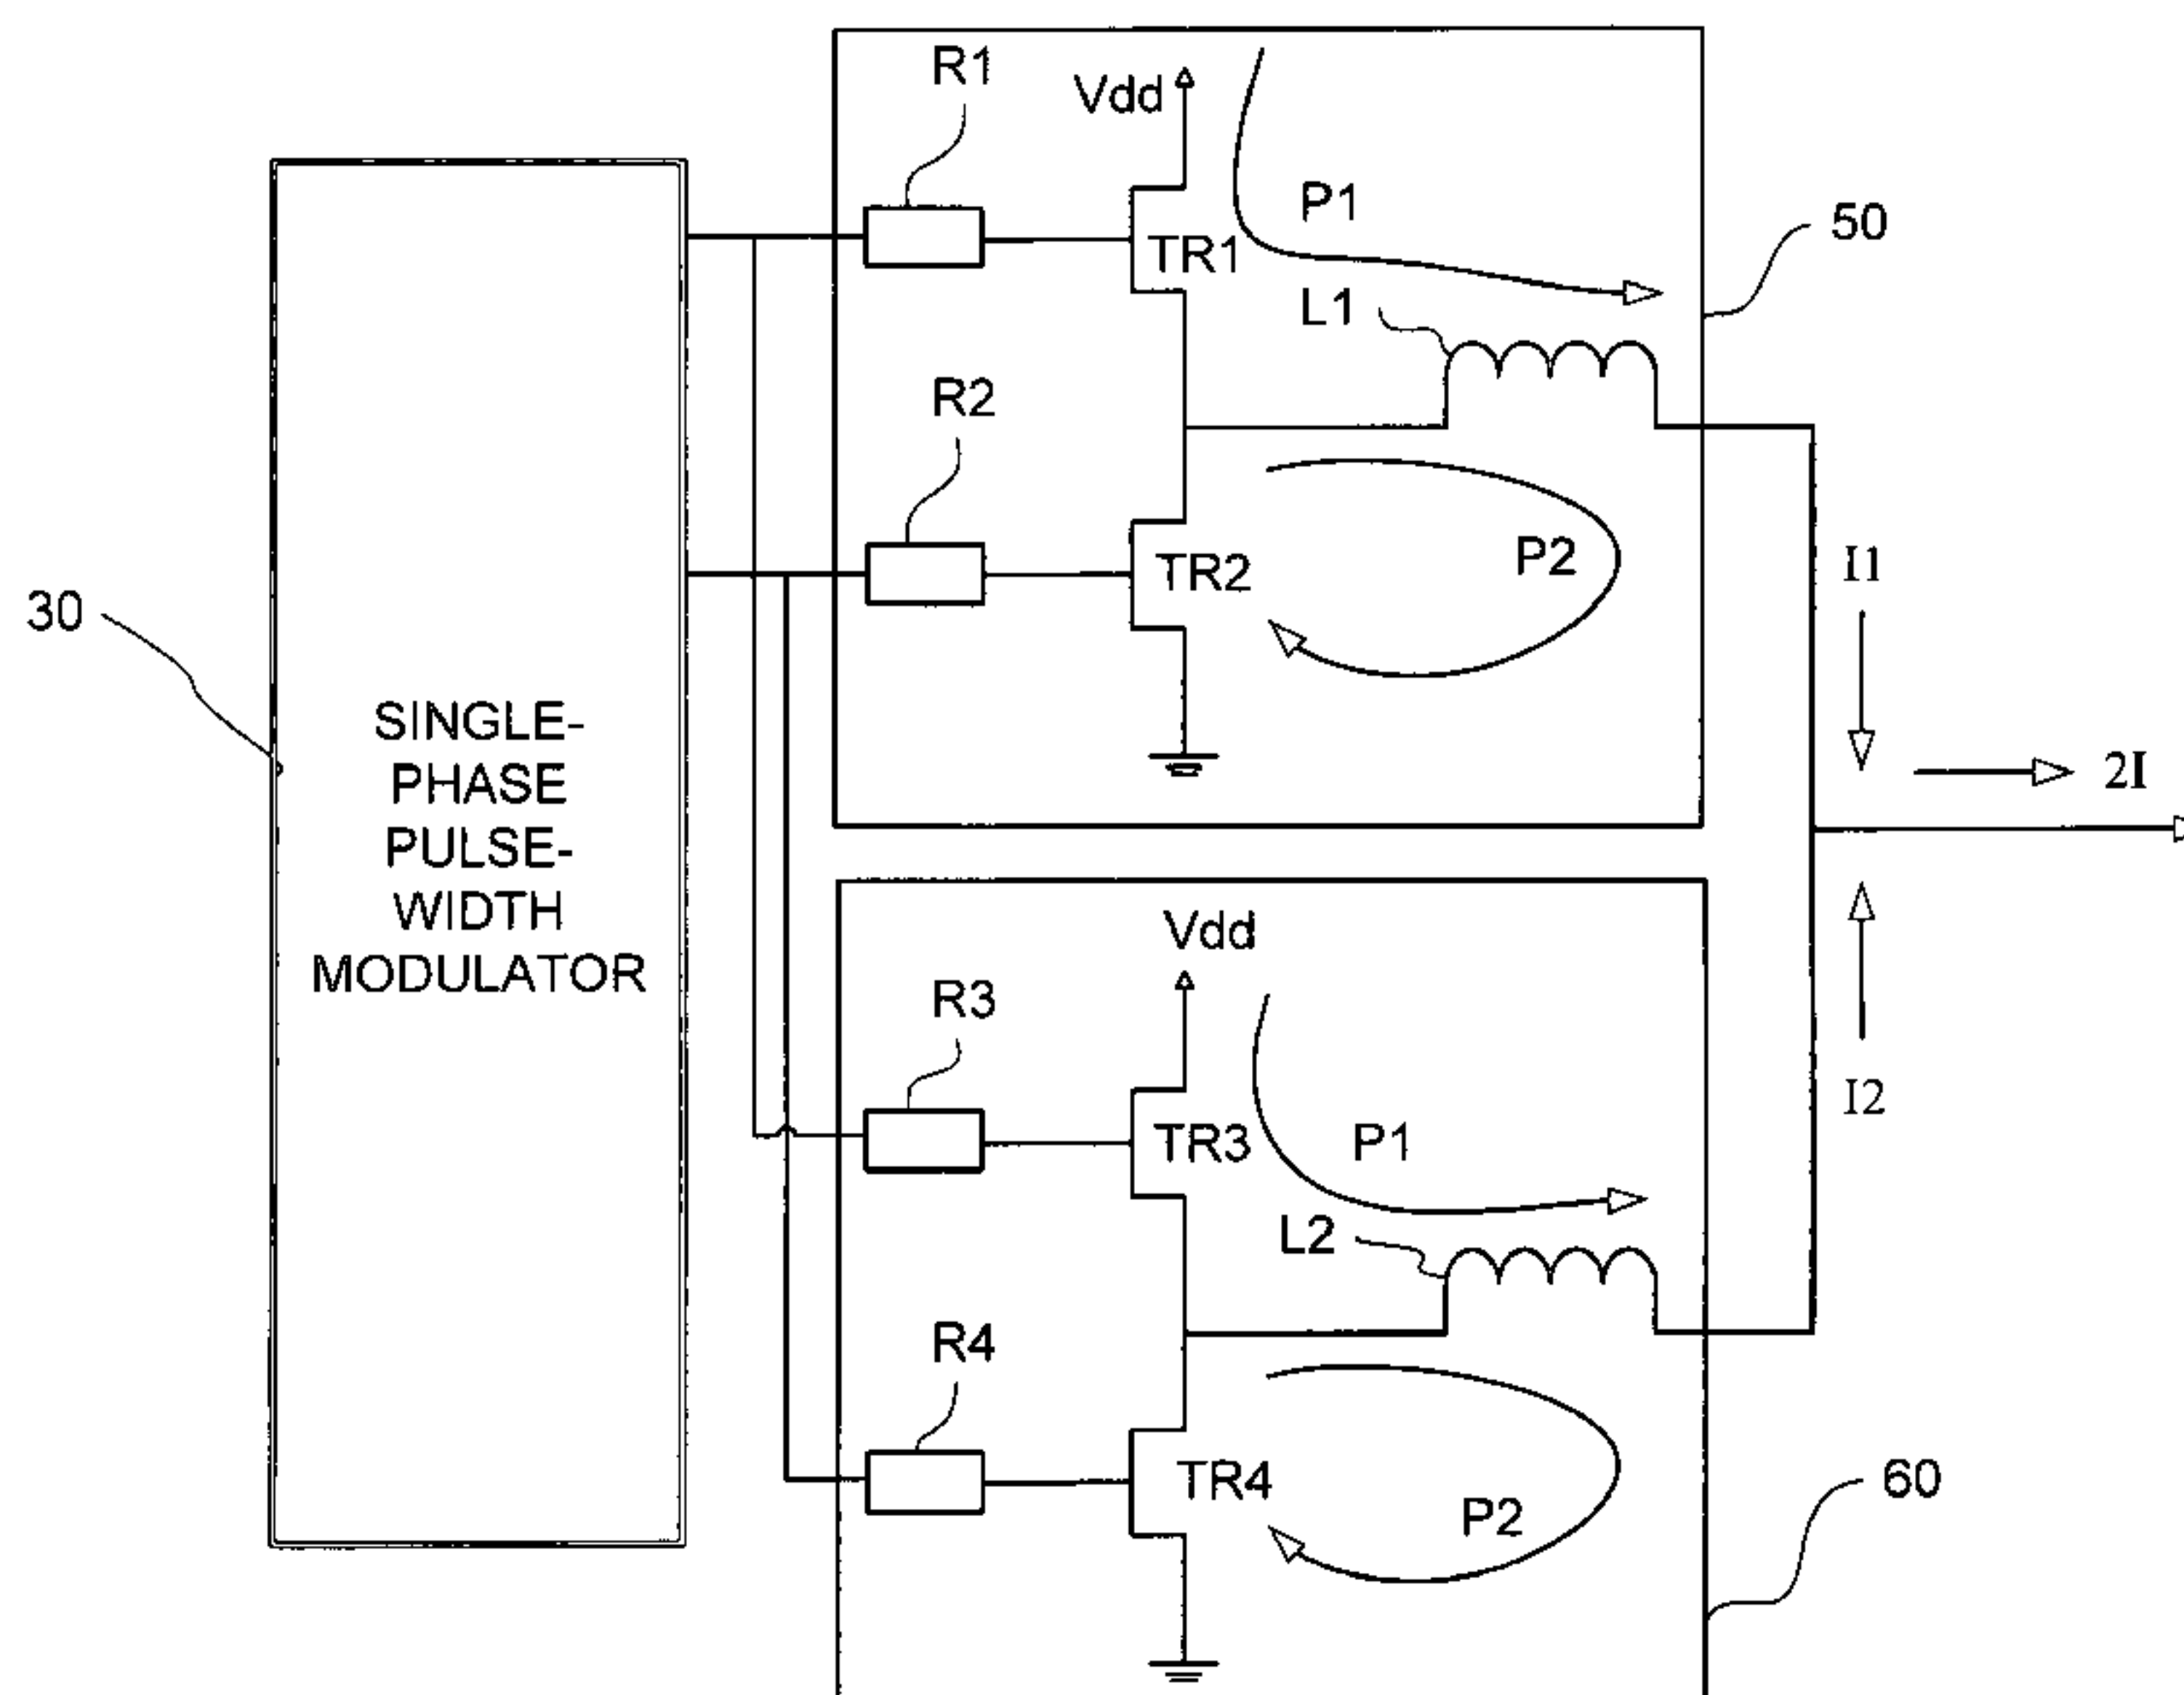 R1
Vdd
P1
50
TR1
L1
R2
P2
TR2
I1
30
SINGLE-
PHASE
PULSE-
WIDTH
MODULATOR
2I
Vdd
R3
I2
TR3
P1
L2
R4
TR4
P2
60